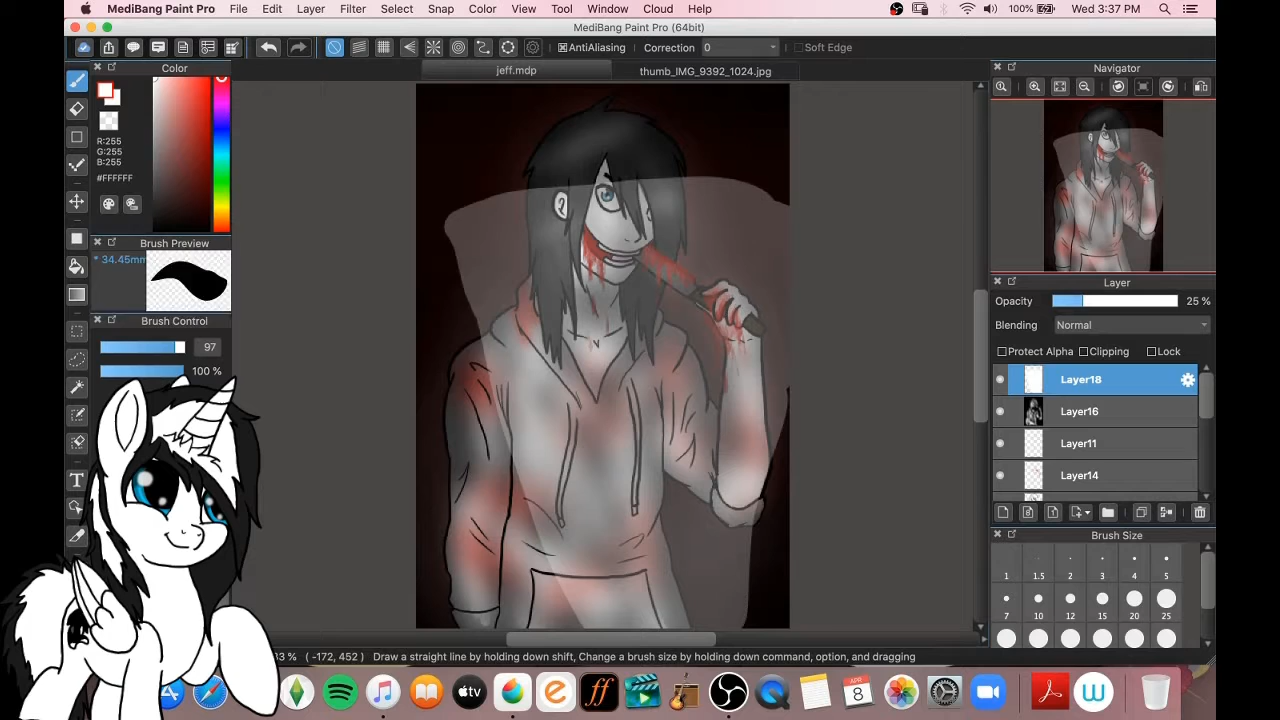 MediBang Paint Pro File Edit Layer Filter Select Snap Color View Tool Window Cloud Help 100% Wed 3:37 PM
MediBang Paint Pro (64bit)
AntiAliasing Correction 0 Soft Edge
Color jeff.mdp thumb_IMG_9392_1024.jpg Navigator
R:255
G:255
B:255
#FFFFFF
Brush Preview
* 34.45mm
Layer
Opacity 25 %
Brush Control
Blending Normal
97
Protect Alpha Clipping Lock
100 %
Layer18
Layer16
Layer11
Layer14
T
Brush Size
1 1.5 2 3 4 5
7 10 12 15 20 25
% ( -172, 452) Draw a straight line by holding down shift, Change a brush size by holding down command, option, and dragging
tv APR
8